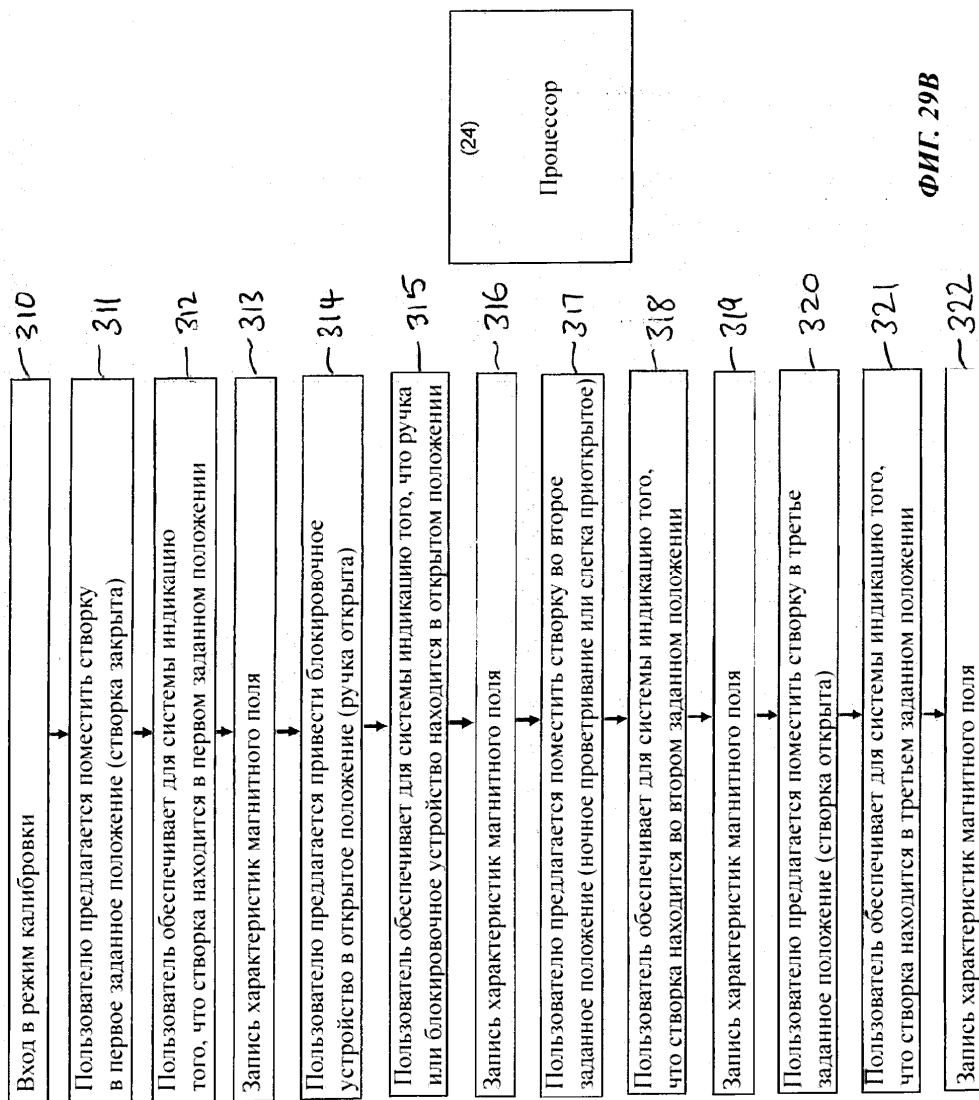 Вход в режим калибровки
310
Пользователю предлагается поместить створку
в первое заданное положение (створка закрыта)
311
Пользователь обеспечивает для системы индикацию
того, что створка находится в первом заданном положении
312
Запись характеристик магнитного поля
313
Пользователю предлагается привести блокировочное
устройство в открытое положение (ручка открыта)
314
Пользователь обеспечивает для системы индикацию того, что ручка
или блокировочное устройство находится в открытом положении
315
Запись характеристик магнитного поля
316
Пользователю предлагается поместить створку во второе
заданное положение (ночное проветривание или слегка приоткрытое)
317
Пользователь обеспечивает для системы индикацию того,
что створка находится во втором заданном положении
318
Запись характеристик магнитного поля
319
Пользователю предлагается поместить створку в третье
заданное положение (створка открыта)
320
Пользователь обеспечивает для системы индикацию того,
что створка находится в третьем заданном положении
321
Запись характеристик магнитного поля
322
(24)
Процессор
ФИГ. 29B